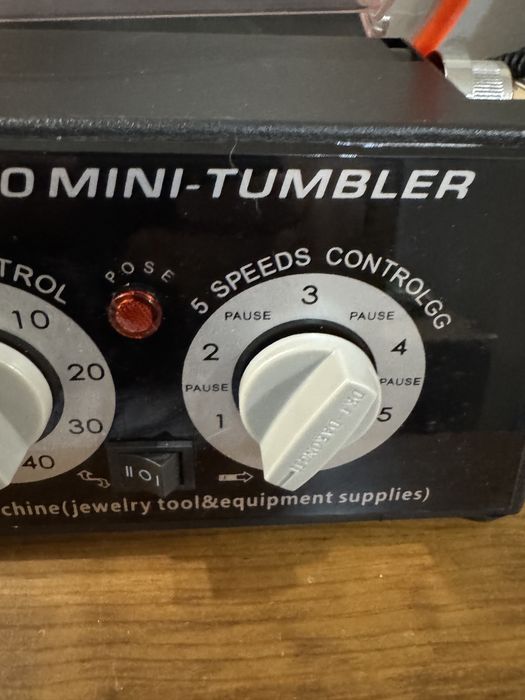 0 MINI-TUMBLER
TROL
10
20
30
40
POSE
5 SPEEDS CONTROLGG
1
PAUSE
2
PAUSE
3
PAUSE
4
PAUSE
5
II O I
chine(jewelry tool&equipment supplies)